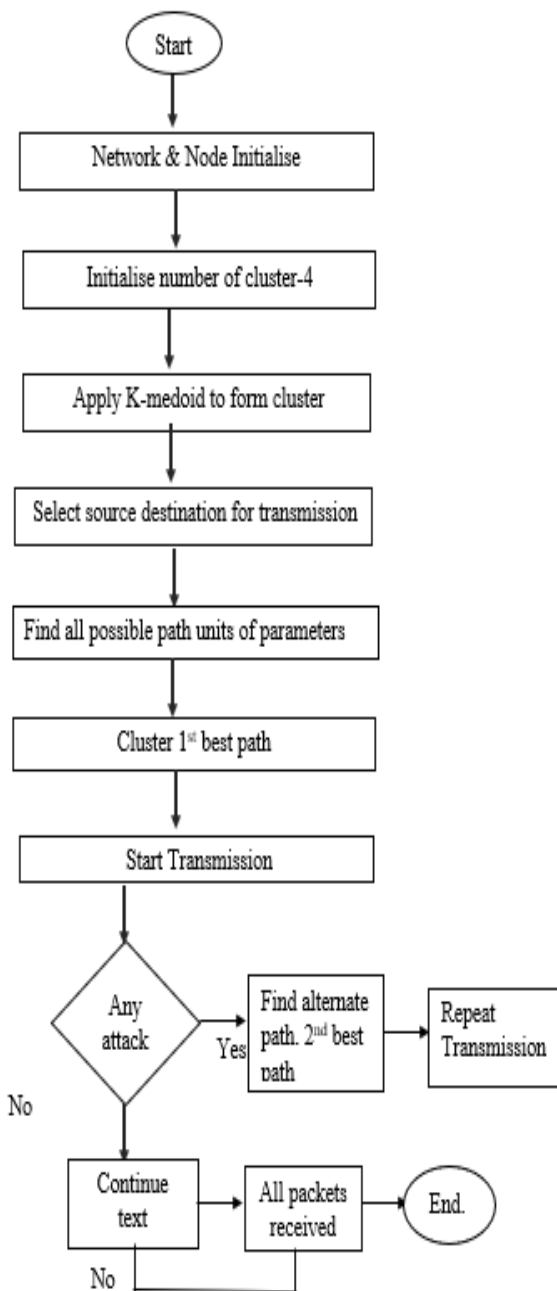 Start
Network & Node Initialise
Initialise number of cluster-4
Apply K-medoid to form cluster
Select source destination for transmission
Find all possible path units of parameters
Cluster 1st best path
Start Transmission
Any
attack
Yes
Find alternate
path. 2nd best
path
Repeat
Transmission
No
Continue
text
All packets
received
End.
No